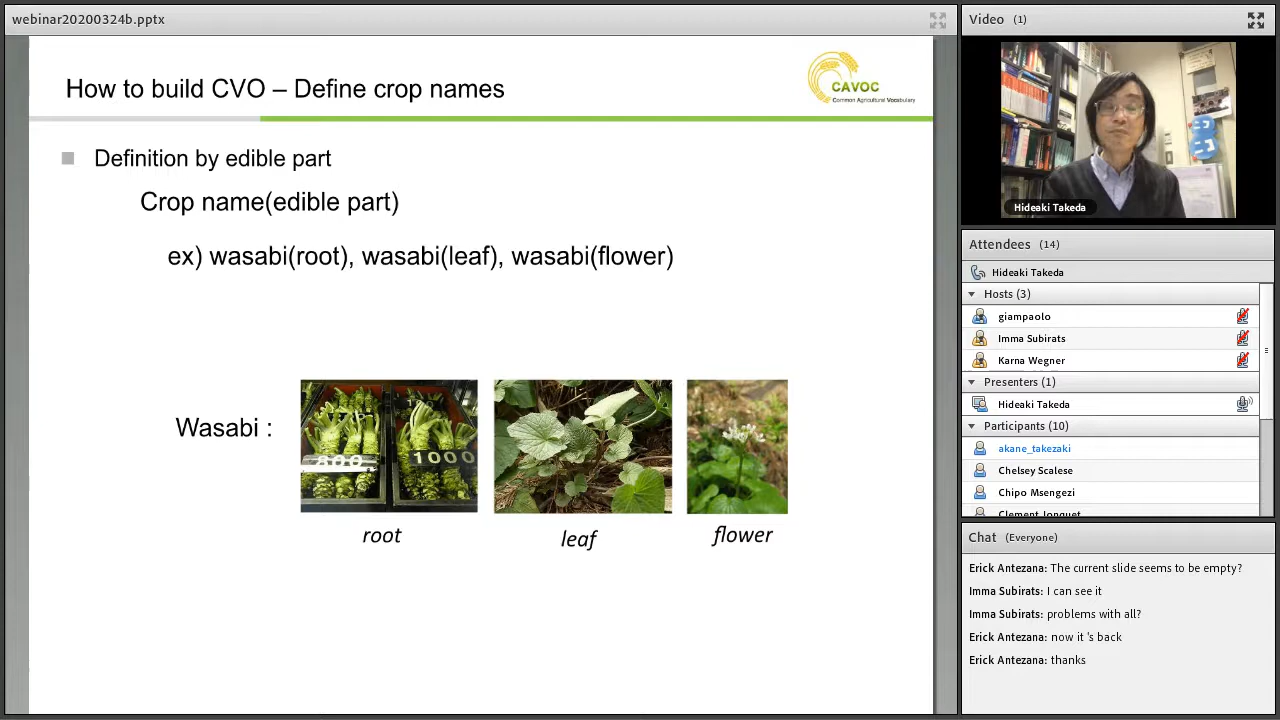 webinar20200324b.pptx
How to build CVO – Define crop names
CAVOC
Common Agricultural Vocabulary
Definition by edible part
Crop name(edible part)
ex) wasabi(root), wasabi(leaf), wasabi(flower)
Wasabi :
1000
root
leaf
flower
Video (1)
Hideaki Takeda
Attendees (14)
Hideaki Takeda
Hosts (3)
giampaolo
Imma Subirats
Karna Wegner
Presenters (1)
Hideaki Takeda
Participants (10)
akane_takezaki
Chelsey Scalese
Chipo Msengezi
Clement Jonquet
Chat (Everyone)
Erick Antezana: The current slide seems to be empty?
Imma Subirats: I can see it
Imma Subirats: problems with all?
Erick Antezana: now it 's back
Erick Antezana: thanks